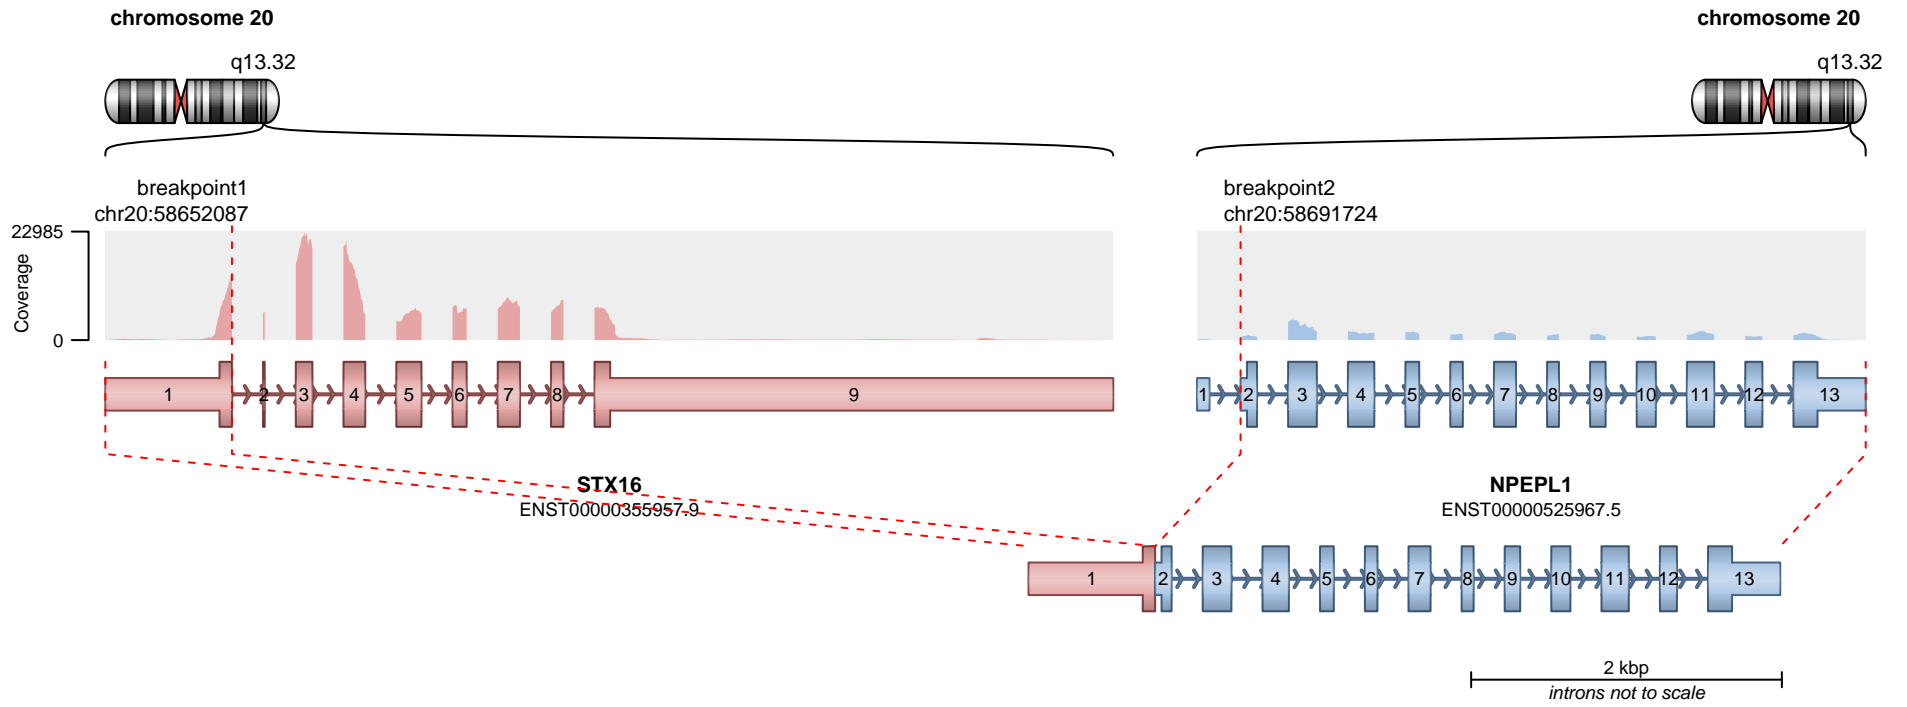 chromosome 20
chromosome 20
q13.32
q13.32
breakpoint1
chr20:58652087
breakpoint2
chr20:58691724
22985
Coverage
0
1 2 3 4 5 6 7 8 9
1 2 3 4 5 6 7 8 9 10 11 12 13
STX16
ENST00000355957.9
NPEPL1
ENST00000525967.5
1 2 3 4 5 6 7 8 9 10 11 12 13
2 kbp
introns not to scale